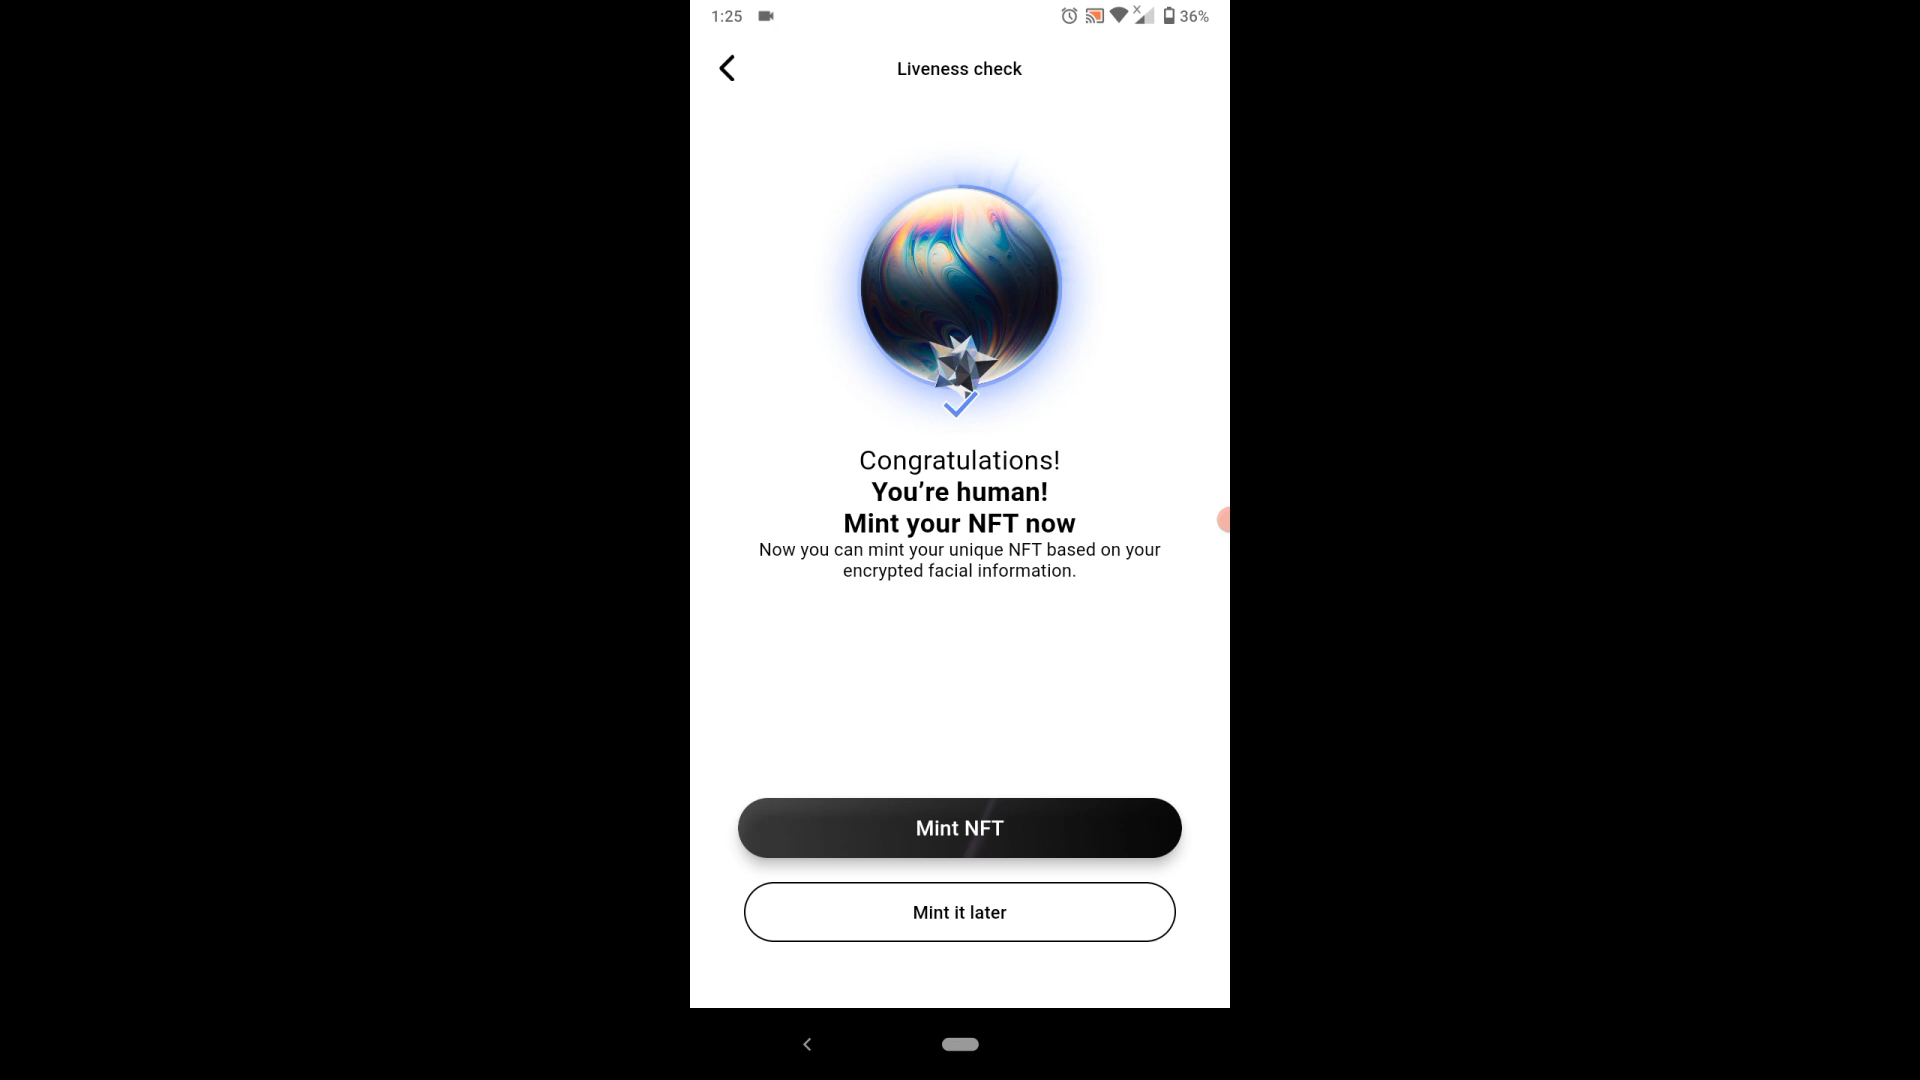 1:25
36%
Liveness check
Congratulations!
You’re human!
Mint your NFT now
Now you can mint your unique NFT based on your
encrypted facial information.
Mint NFT
Mint it later